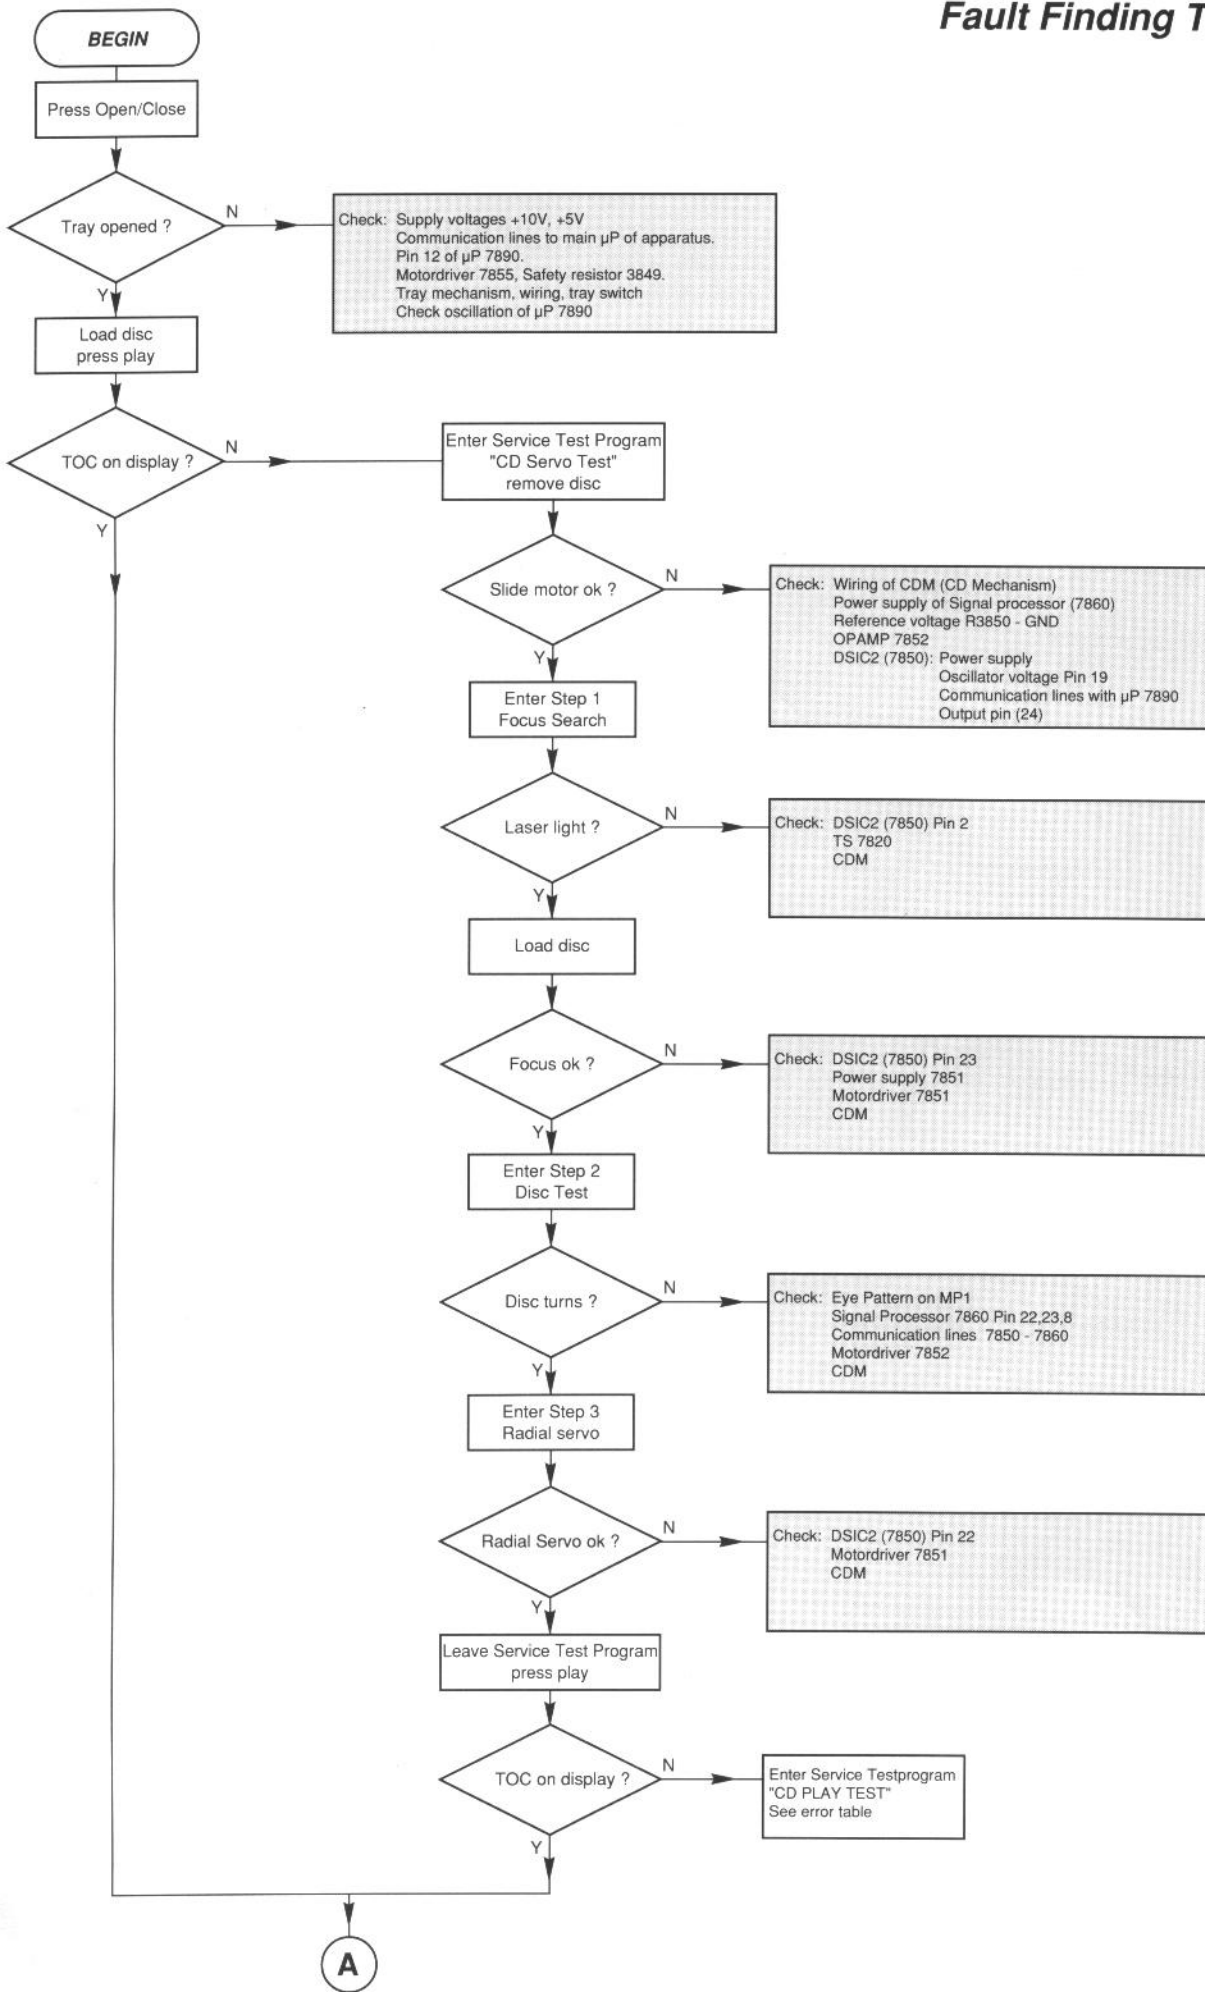 Fault Finding T
BEGIN
Press Open/Close
Tray opened ?
N
Check: Supply voltages +10V, +5V
Communication lines to main µP of apparatus.
Pin 12 of µP 7890.
Motordriver 7855, Safety resistor 3849.
Tray mechanism, wiring, tray switch
Check oscillation of µP 7890
Y
Load disc
press play
TOC on display ?
N
Y
Enter Service Test Program
"CD Servo Test"
remove disc
Slide motor ok ?
N
Check: Wiring of CDM (CD Mechanism)
Power supply of Signal processor (7860)
Reference voltage R3850 - GND
OPAMP 7852
DSIC2 (7850): Power supply
Oscillator voltage Pin 19
Communication lines with µP 7890
Output pin (24)
Y
Enter Step 1
Focus Search
Laser light ?
N
Check: DSIC2 (7850) Pin 2
TS 7820
CDM
Y
Load disc
Focus ok ?
N
Check: DSIC2 (7850) Pin 23
Power supply 7851
Motordriver 7851
CDM
Y
Enter Step 2
Disc Test
Disc turns ?
N
Check: Eye Pattern on MP1
Signal Processor 7860 Pin 22,23,8
Communication lines 7850 - 7860
Motordriver 7852
CDM
Y
Enter Step 3
Radial servo
Radial Servo ok ?
N
Check: DSIC2 (7850) Pin 22
Motordriver 7851
CDM
Y
Leave Service Test Program
press play
TOC on display ?
N
Enter Service Testprogram
"CD PLAY TEST"
See error table
Y
A